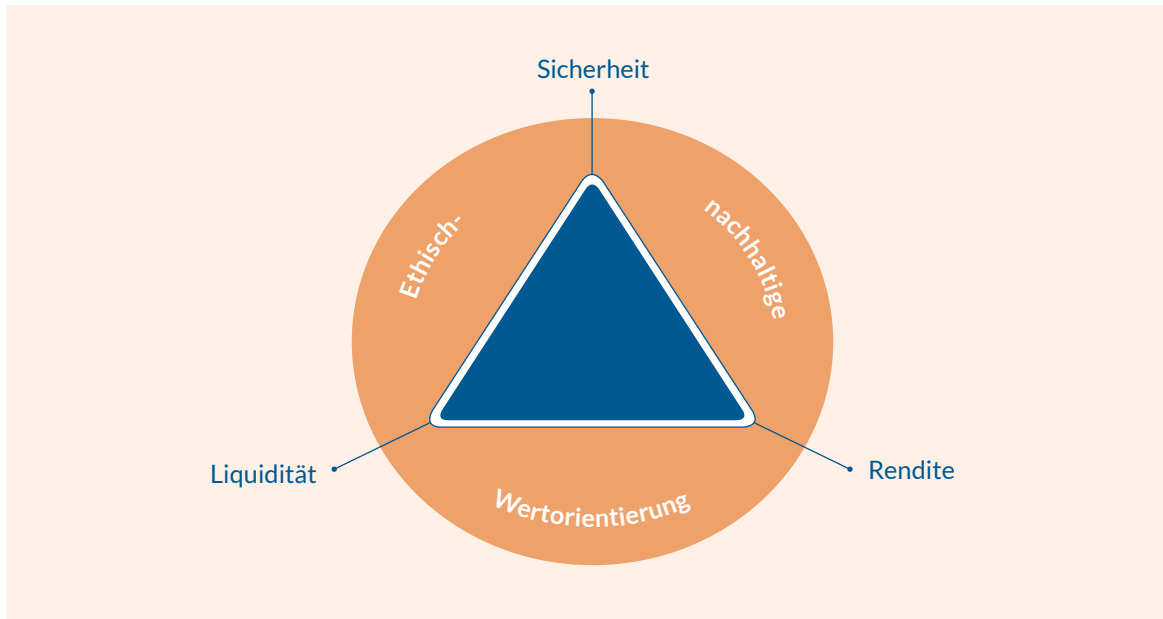 Sicherheit
Ethisch-
nachhaltige
Liquidität
Rendite
Wertorientierung